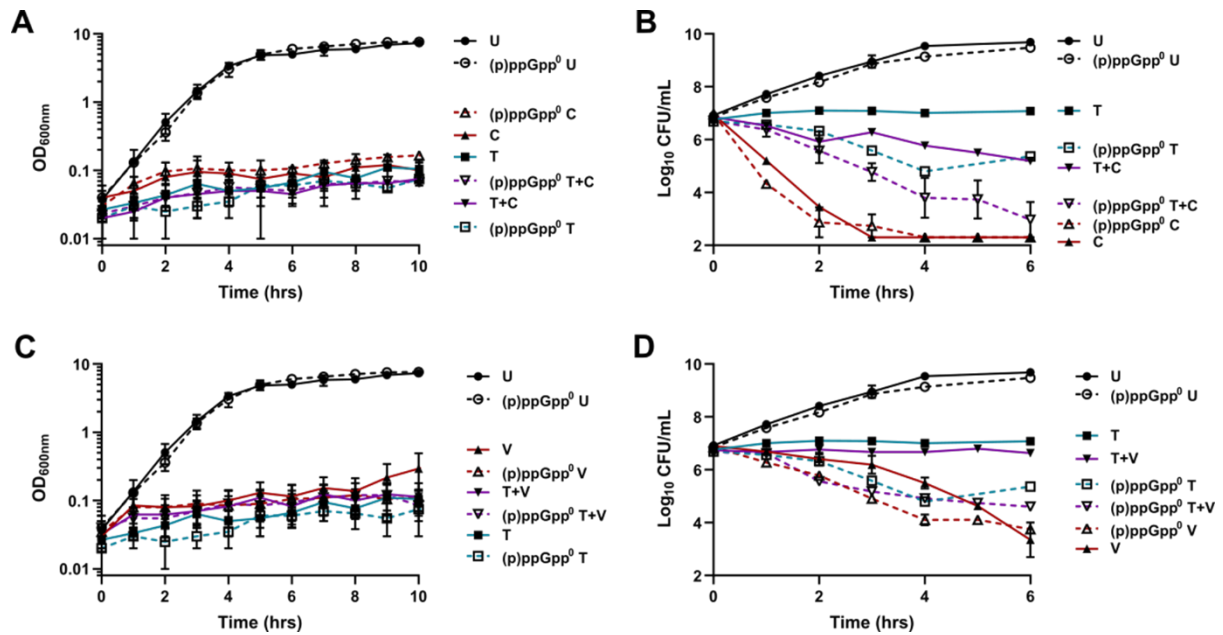 A
OD600nm
10
1
0.1
0.01
0 2 4 6 8 10
Time (hrs)
U
(p)ppGpp⁰ U
(p)ppGpp⁰ C
C
T
(p)ppGpp⁰ T+C
T+C
(p)ppGpp⁰ T
B
Log10 CFU/mL
10
8
6
4
2
0 2 4 6
Time (hrs)
U
(p)ppGpp⁰ U
T
(p)ppGpp⁰ T
T+C
(p)ppGpp⁰ T+C
(p)ppGpp⁰ C
C
C
OD600nm
10
1
0.1
0.01
0 2 4 6 8 10
Time (hrs)
U
(p)ppGpp⁰ U
V
(p)ppGpp⁰ V
T+V
(p)ppGpp⁰ T+V
T
(p)ppGpp⁰ T
D
Log10 CFU/mL
10
8
6
4
2
0 2 4 6
Time (hrs)
U
(p)ppGpp⁰ U
T
T+V
(p)ppGpp⁰ T
(p)ppGpp⁰ T+V
(p)ppGpp⁰ V
V